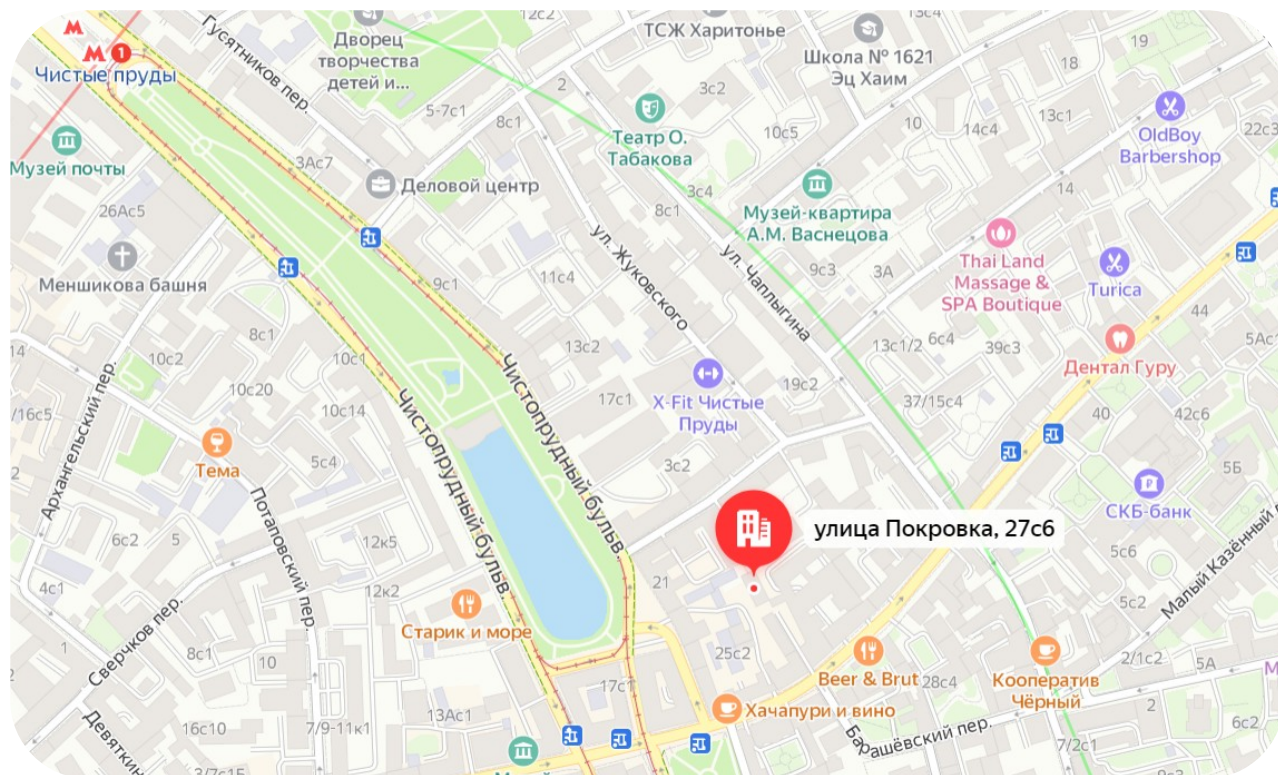 12с2
13с4
Гусятников пер.
Дворец
творчества
детей и...
ТСЖ Харитонье
Школа № 1621
Эц Хаим
19
М
М 1
Чистые пруды
18
2
3с2
5-7с1
8с1
Театр О.
Табакова
10с5
10
14с4
13с1
OldBoy
Barbershop
22с3
Музей почты
3Ас7
Деловой центр
3с4
8с1
Музей-квартира
А.М. Васнецова
14
26Ас5
Меншикова башня
9с1
11с4
ул. Жуковского
ул. Чаплыгина
9с3
3А
Thai Land
Massage &
SPA Boutique
Turica
44
8с1
10с1
14
10с2
13с2
13с1/2
6с4
39с3
5Ас
Дентал Гуру
10с20
10с14
Чистопрудный бульв.
Чистопрудный бульв.
17с1
X-Fit Чистые
Пруды
19с2
37/15с4
40
42с6
/16с5
Архангельский пер.
Тема
5с4
3с2
5Б
СКБ-банк
Потаповский пер.
улица Покровка, 27с6
6с2
5
12к5
5с6
Малый Казённый
4с1
12к2
21
5с2
Старик и море
Сверчков пер.
1
8с1
10
25с2
Beer & Brut
28с4
Кооператив
Чёрный
2/1с2
5А
17с1
2
Хачапури и вино
13Ас1
16с10
7/9-11к1
Барашёвский пер.
6с2
7/2с1
Девяткин